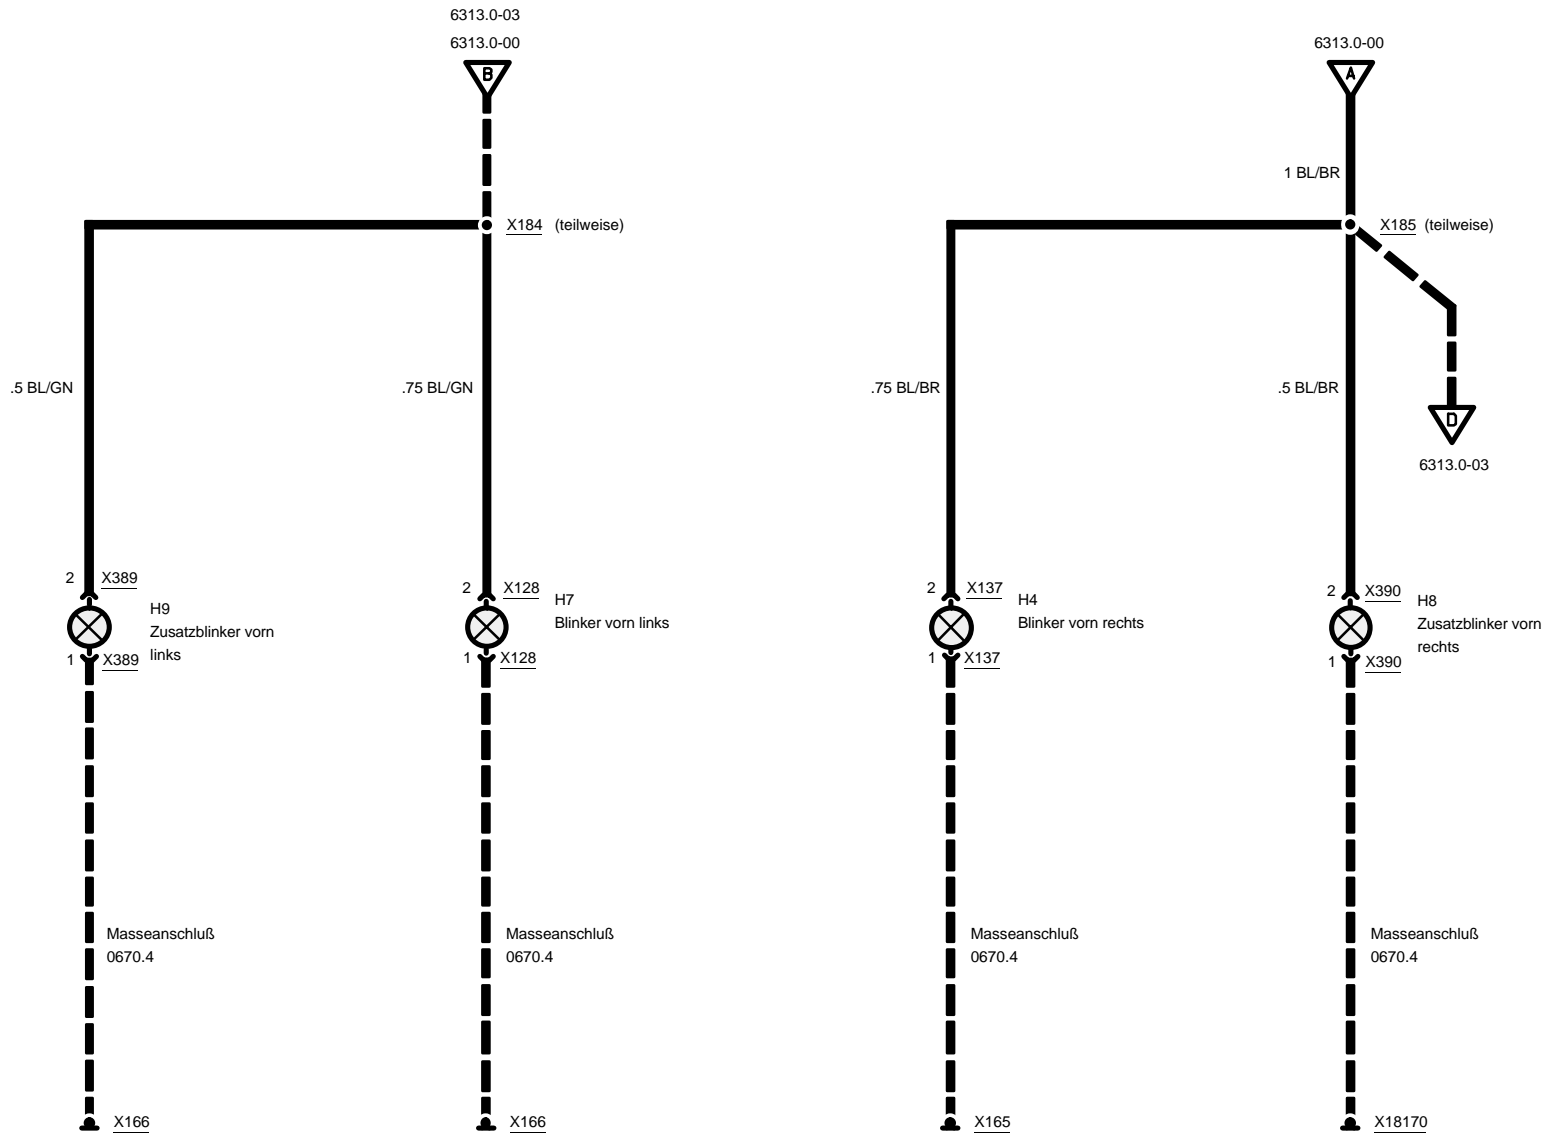 6313.0-03
6313.0-00
B
6313.0-00
A
1 BL/BR
X184 (teilweise)
X185 (teilweise)
.5 BL/GN
.75 BL/GN
.75 BL/BR
.5 BL/BR
D
6313.0-03
2 X389
H9
Zusatzblinker vorn
links
1 X389
2 X128
H7
Blinker vorn links
1 X128
2 X137
H4
Blinker vorn rechts
1 X137
2 X390
H8
Zusatzblinker vorn
rechts
1 X390
Masseanschluß
0670.4
Masseanschluß
0670.4
Masseanschluß
0670.4
Masseanschluß
0670.4
X166
X166
X165
X18170